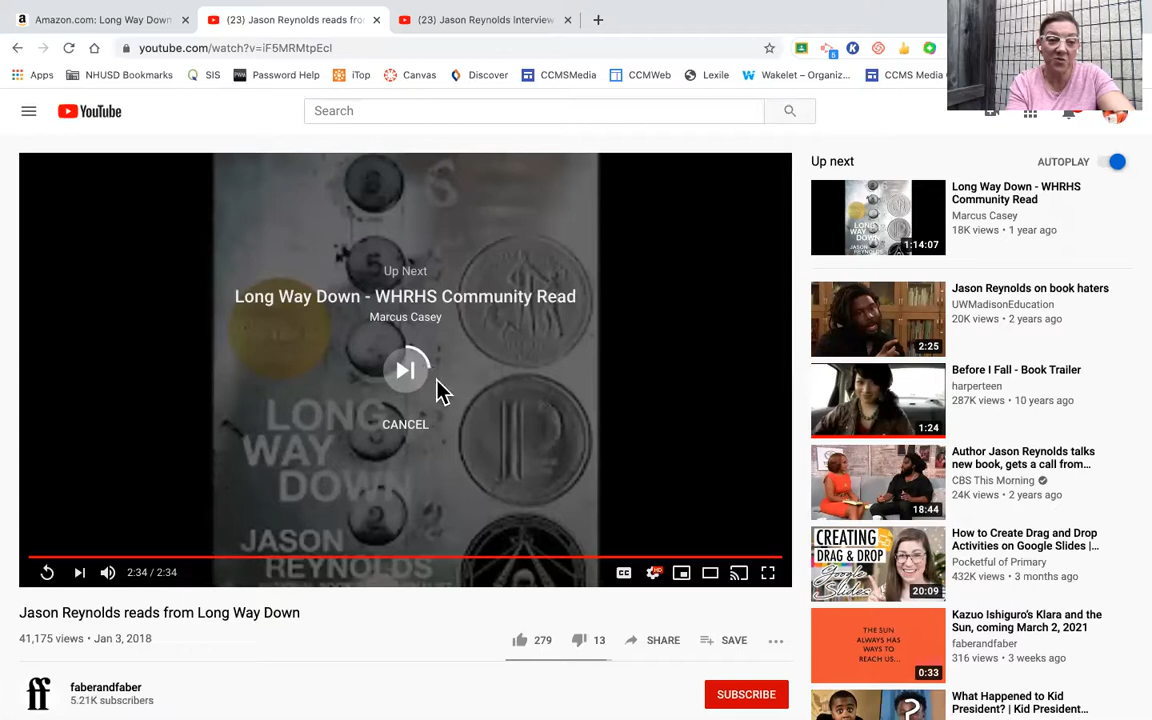 Amazon.com: Long Way Down
(23) Jason Reynolds reads from
(23) Jason Reynolds Interview
youtube.com/watch?v=iF5MRMtpEcI
Apps
NHUSD Bookmarks
SIS
Password Help
iTop
Canvas
Discover
CCMSMedia
CCMWeb
Lexile
Wakelet – Organiz...
CCMS Media
YouTube
Search
Up Next
Long Way Down - WHRHS Community Read
Marcus Casey
CANCEL
LONG
WAY
DOWN
JASON
REYNOLDS
2:34 / 2:34
Jason Reynolds reads from Long Way Down
41,175 views • Jan 3, 2018
279
13
SHARE
SAVE
ff
faberandfaber
5.21K subscribers
SUBSCRIBE
Up next
AUTOPLAY
LONG
WAY
DOWN
JASON
1:14:07
Long Way Down - WHRHS
Community Read
Marcus Casey
18K views • 1 year ago
2:25
Jason Reynolds on book haters
UWMadisonEducation
20K views • 2 years ago
1:24
Before I Fall - Book Trailer
harperteen
287K views • 10 years ago
18:44
Author Jason Reynolds talks
new book, gets a call from...
CBS This Morning
24K views • 2 years ago
CREATING
DRAG &
DROP
Google
Slides
20:09
How to Create Drag and Drop
Activities on Google Slides |...
Pocketful of Primary
432K views • 3 months ago
THE SUN
ALWAYS HAS
WAYS TO
REACH US...
0:33
Kazuo Ishiguro's Klara and the
Sun, coming March 2, 2021
faberandfaber
316 views • 3 weeks ago
?
What Happened to Kid
President? | Kid President...